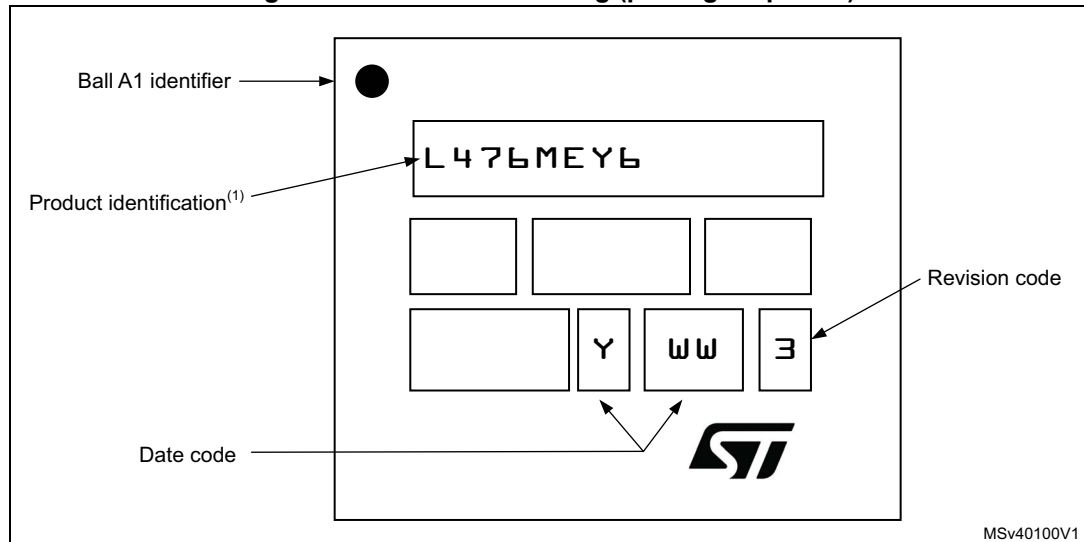 Ball A1 identifier
L476MEY6
Product identification(1)
Revision code
Y WW 3
Date code
ST
MSv40100V1